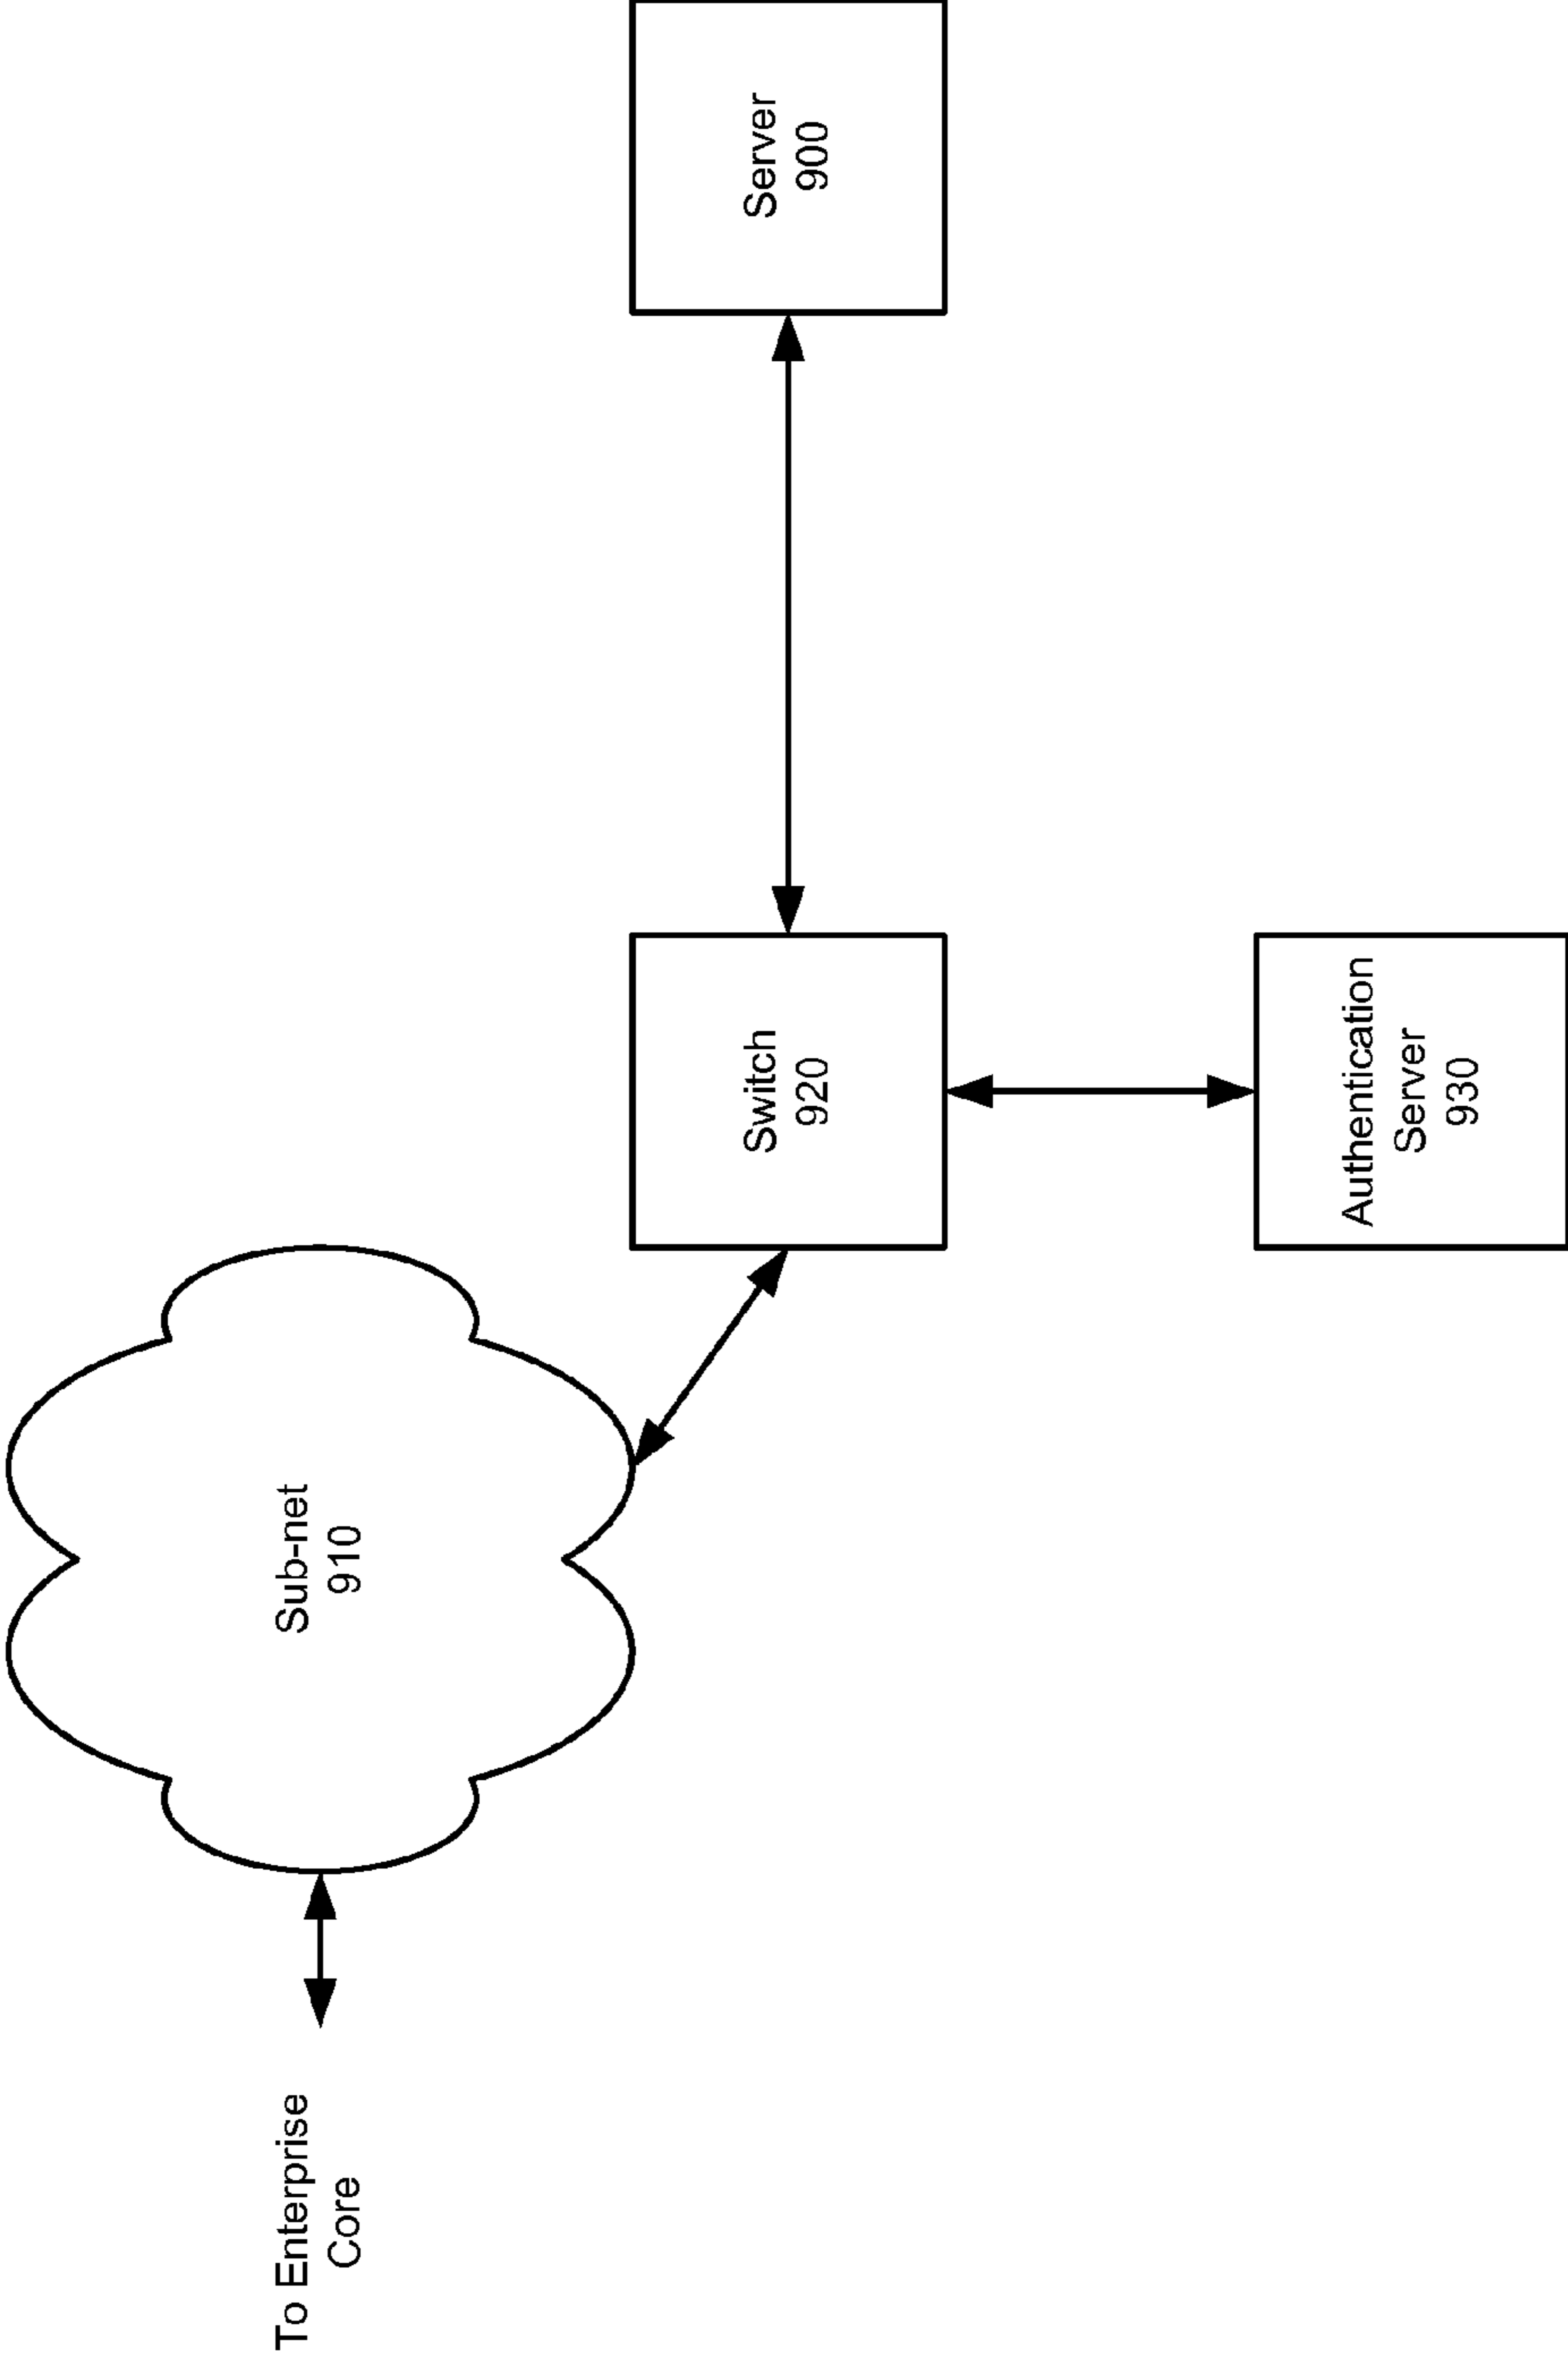 To Enterprise
Core
Sub-net
910
Switch
920
Server
900
Authentication
Server
930